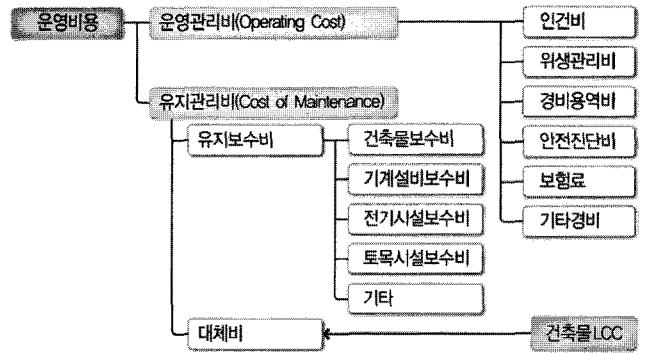 운영비용
운영관리비(Operating Cost)
인건비
위생관리비
경비용역비
안전진단비
보험료
기타경비
유지관리비(Cost of Maintenance)
유지보수비
건축물보수비
기계설비보수비
전기시설보수비
토목시설보수비
기타
대체비
건축물LCC